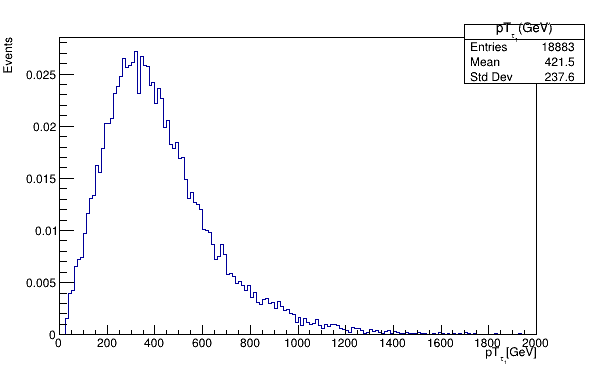 pT_τ₁(GeV)
Entries 18883
Mean 421.5
Std Dev 237.6
Events
0.025
0.02
0.015
0.01
0.005
0
0 200 400 600 800 1000 1200 1400 1600 1800 2000
pT_τ₁[GeV]